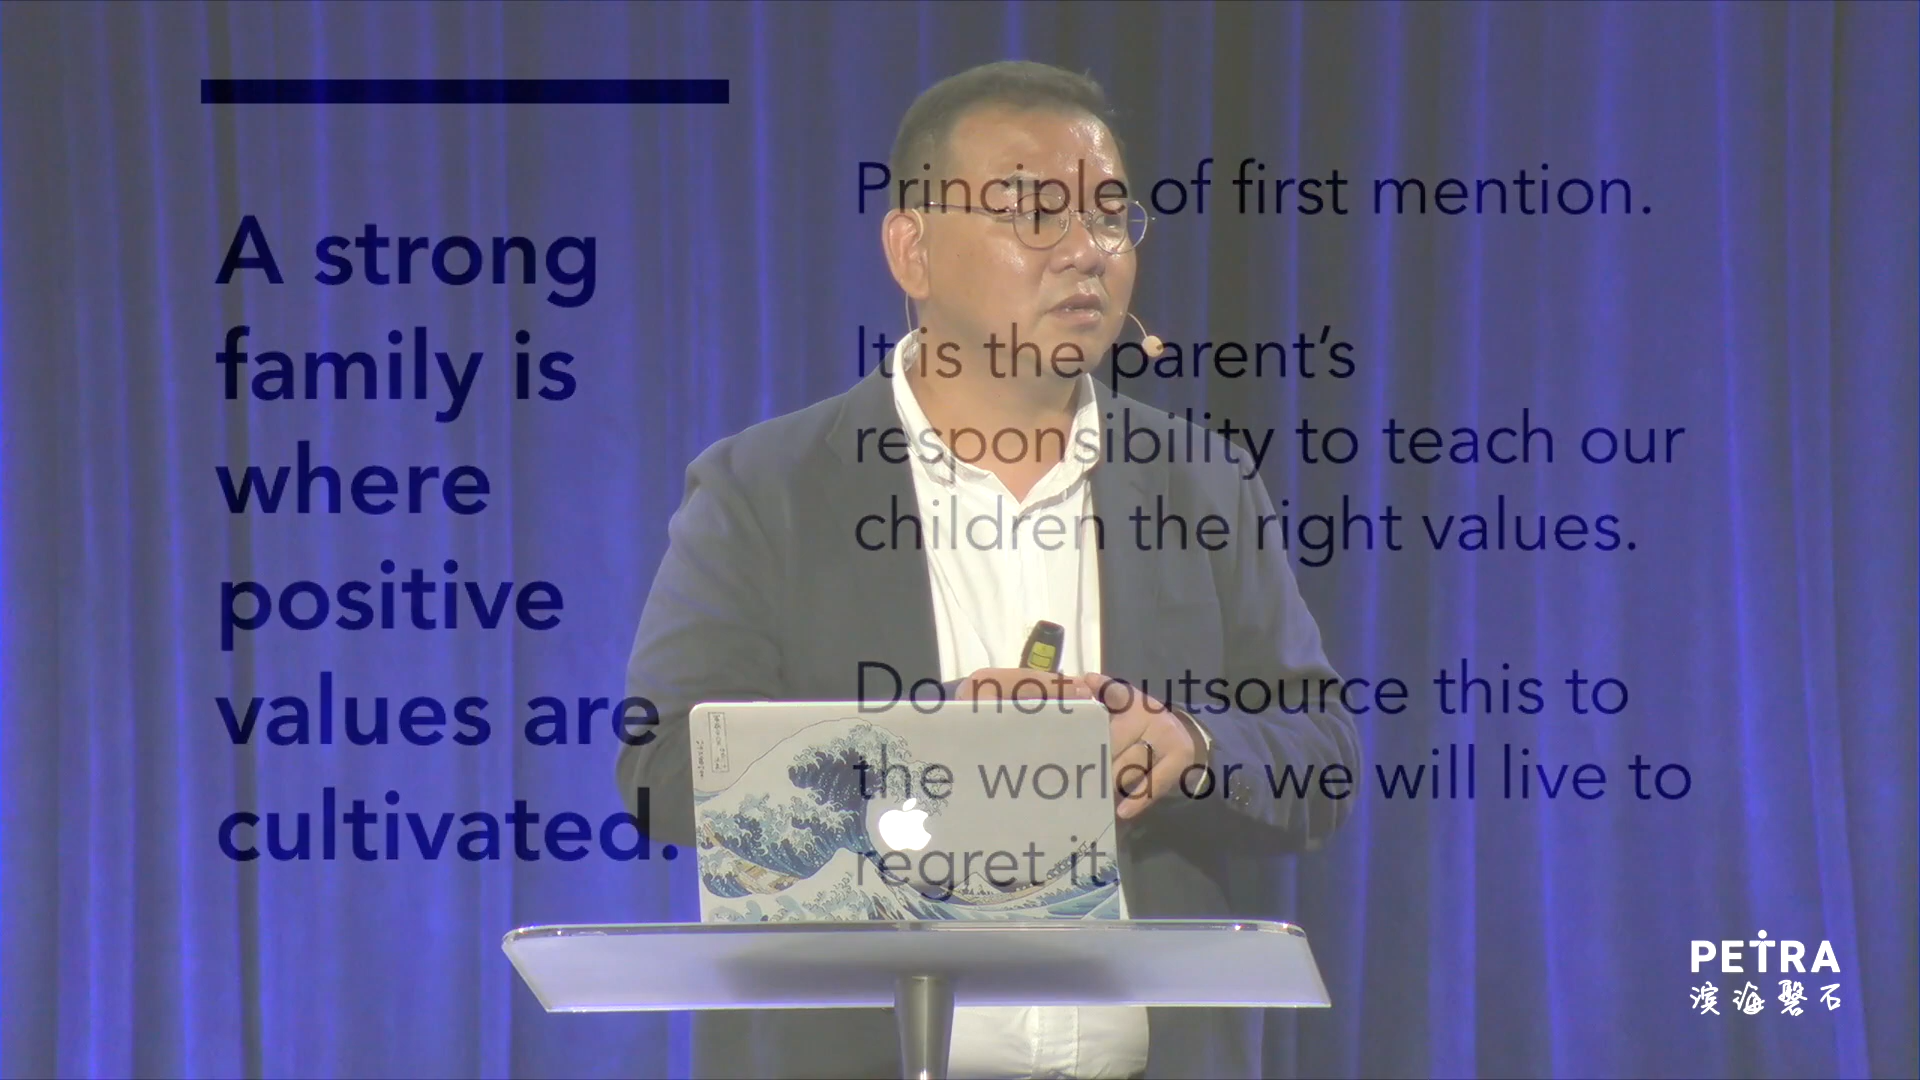 A strong
family is
where
positive
values are
cultivated.
Principle of first mention.
It is the parent’s
responsibility to teach our
children the right values.
Do not outsource this to
the world or we will live to
regret it.
PETRA
滨海磐石